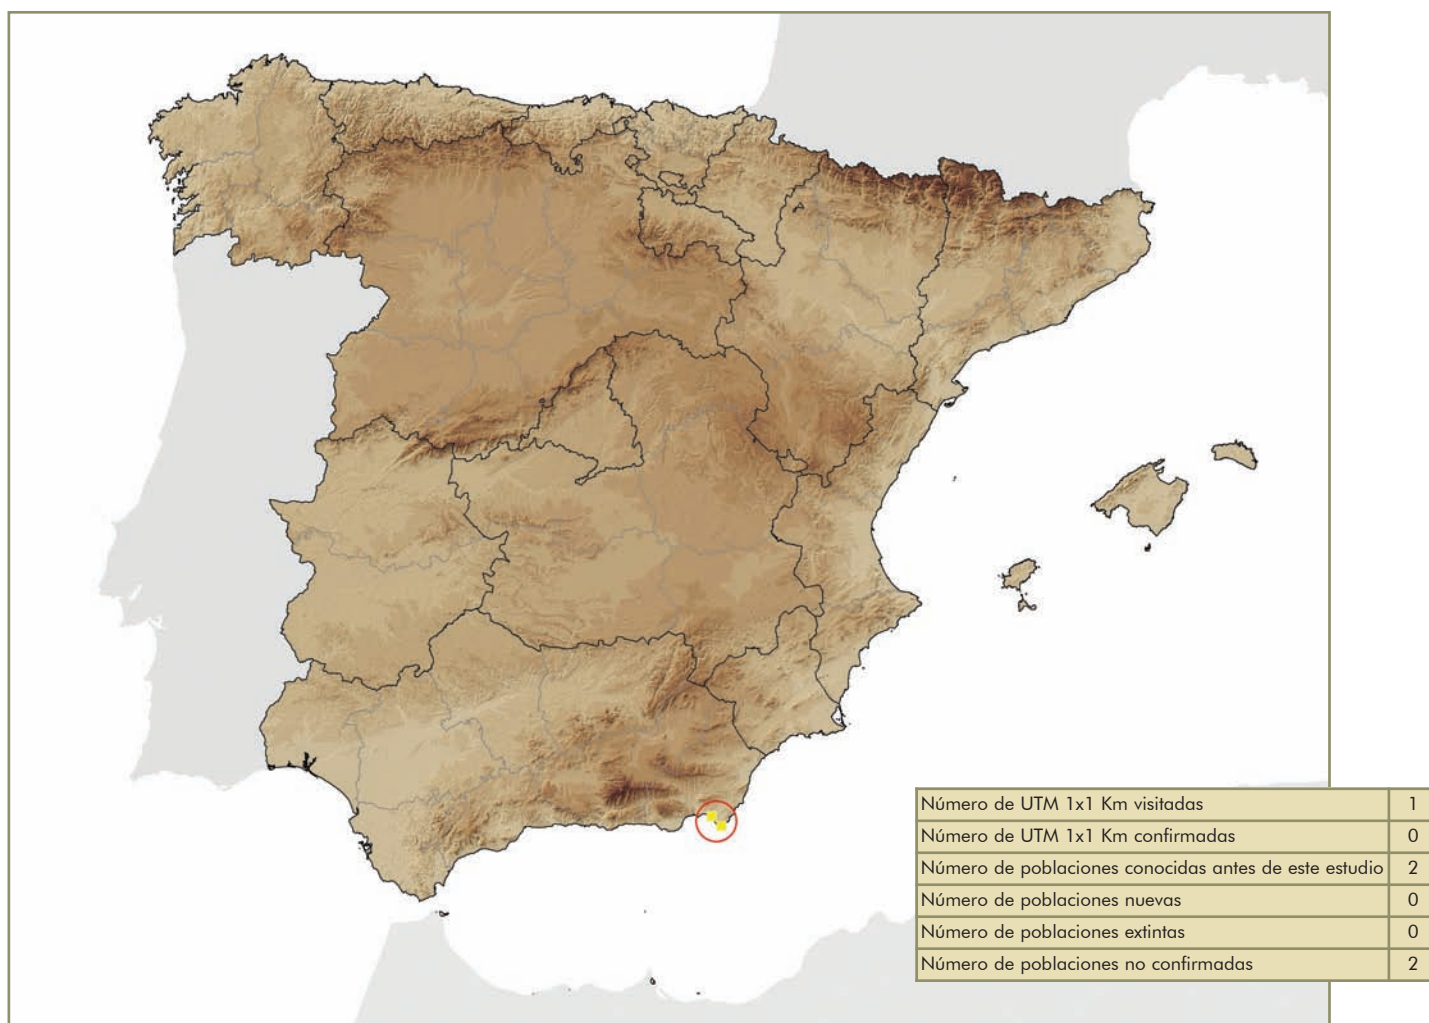 Número de UTM 1x1 Km visitadas 1
Número de UTM 1x1 Km confirmadas 0
Número de poblaciones conocidas antes de este estudio 2
Número de poblaciones nuevas 0
Número de poblaciones extintas 0
Número de poblaciones no confirmadas 2